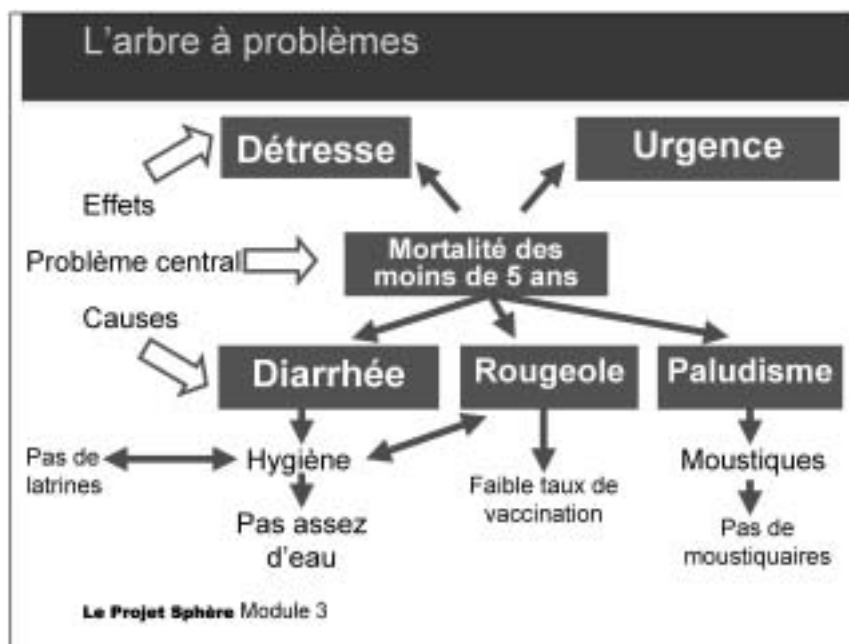 L'arbre à problèmes
Détresse
Urgence
Effets
Problème central
Mortalité des
moins de 5 ans
Causes
Diarrhée
Rougeole
Paludisme
Pas de
latrines
Hygiène
Moustiques
Faible taux de
vaccination
Pas assez
d'eau
Pas de
moustiquaires
Le Projet Sphère Module 3